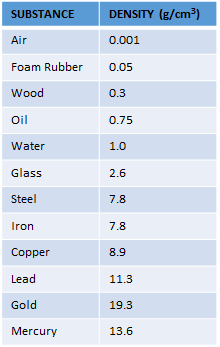 SUBSTANCE DENSITY (g/cm³)
Air 0.001
Foam Rubber 0.05
Wood 0.3
Oil 0.75
Water 1.0
Glass 2.6
Steel 7.8
Iron 7.8
Copper 8.9
Lead 11.3
Gold 19.3
Mercury 13.6